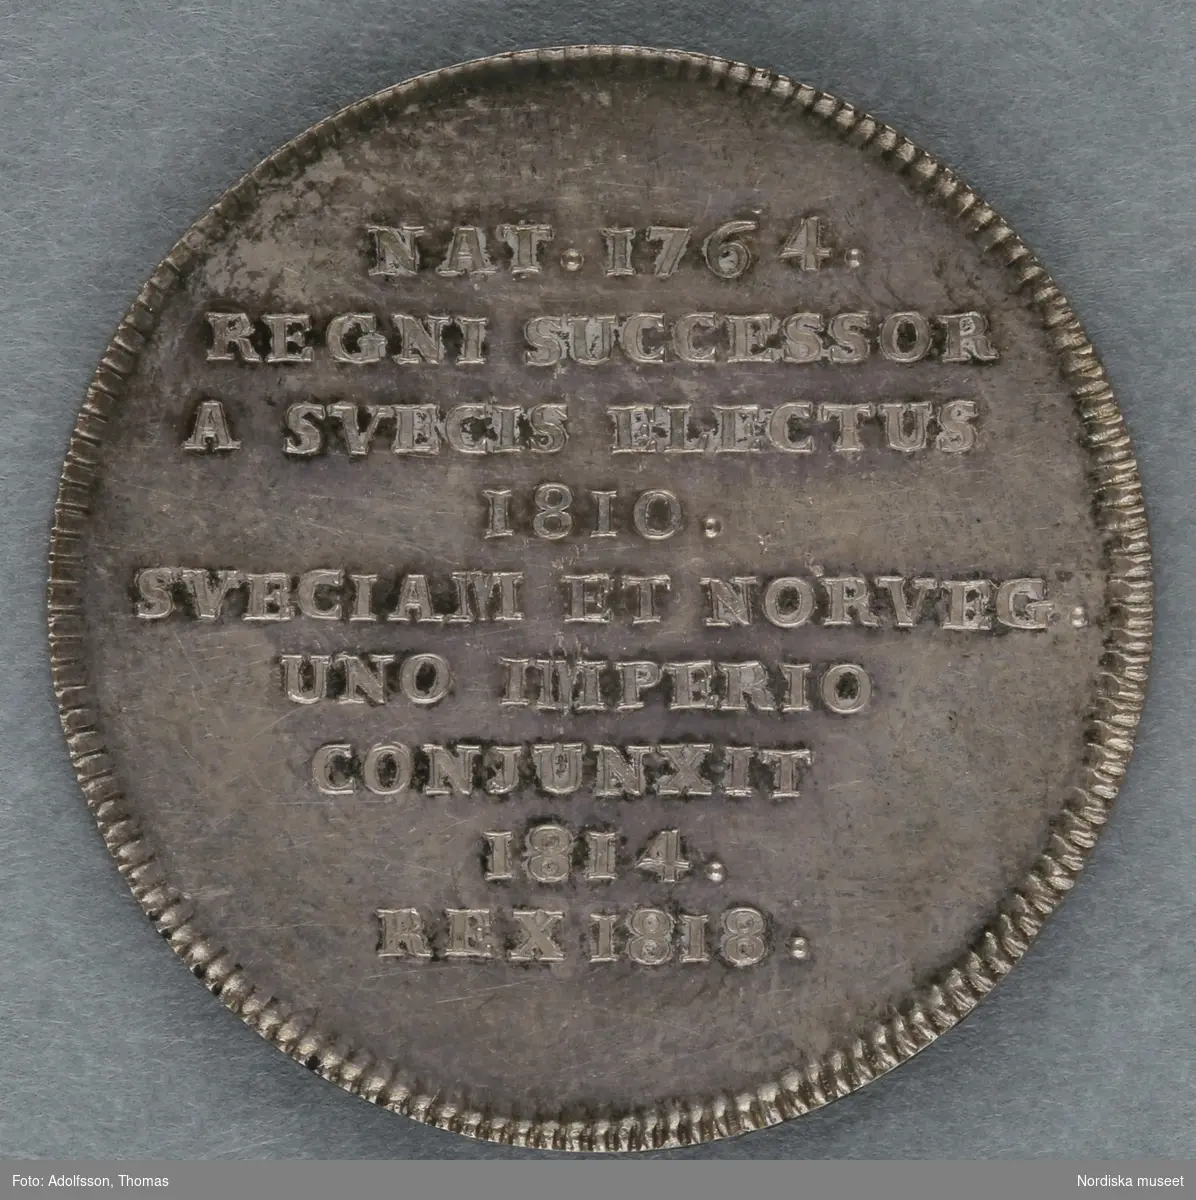 NAT. 1764.
REGNI SUCCESSOR
A SVECIS ELECTUS
1810.
SVECIAM ET NORVEG.
UNO IMPERIO
CONJUNXIT
1814.
REX 1818.
Foto: Adolfsson, Thomas
Nordiska museet